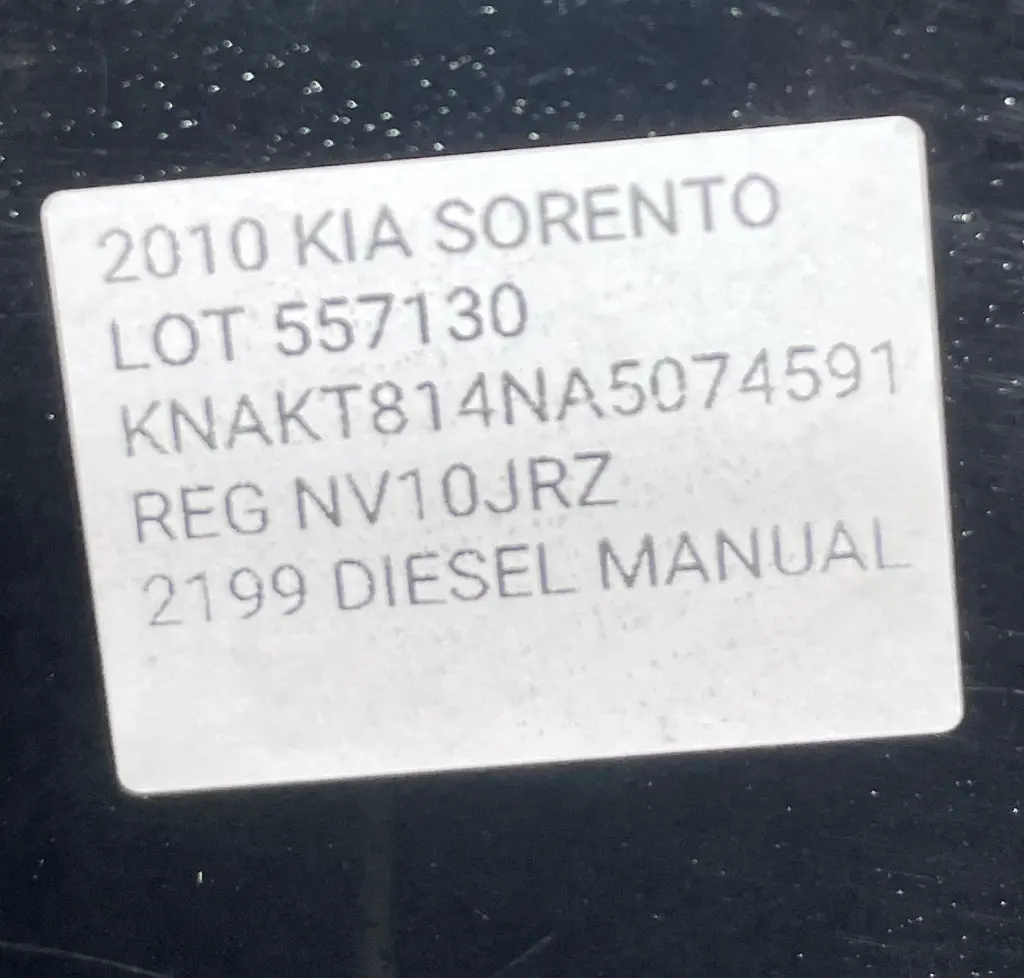 2010 KIA SORENTO
LOT 557130
KNAKT814NA5074591
REG NV10JRZ
2199 DIESEL MANUAL